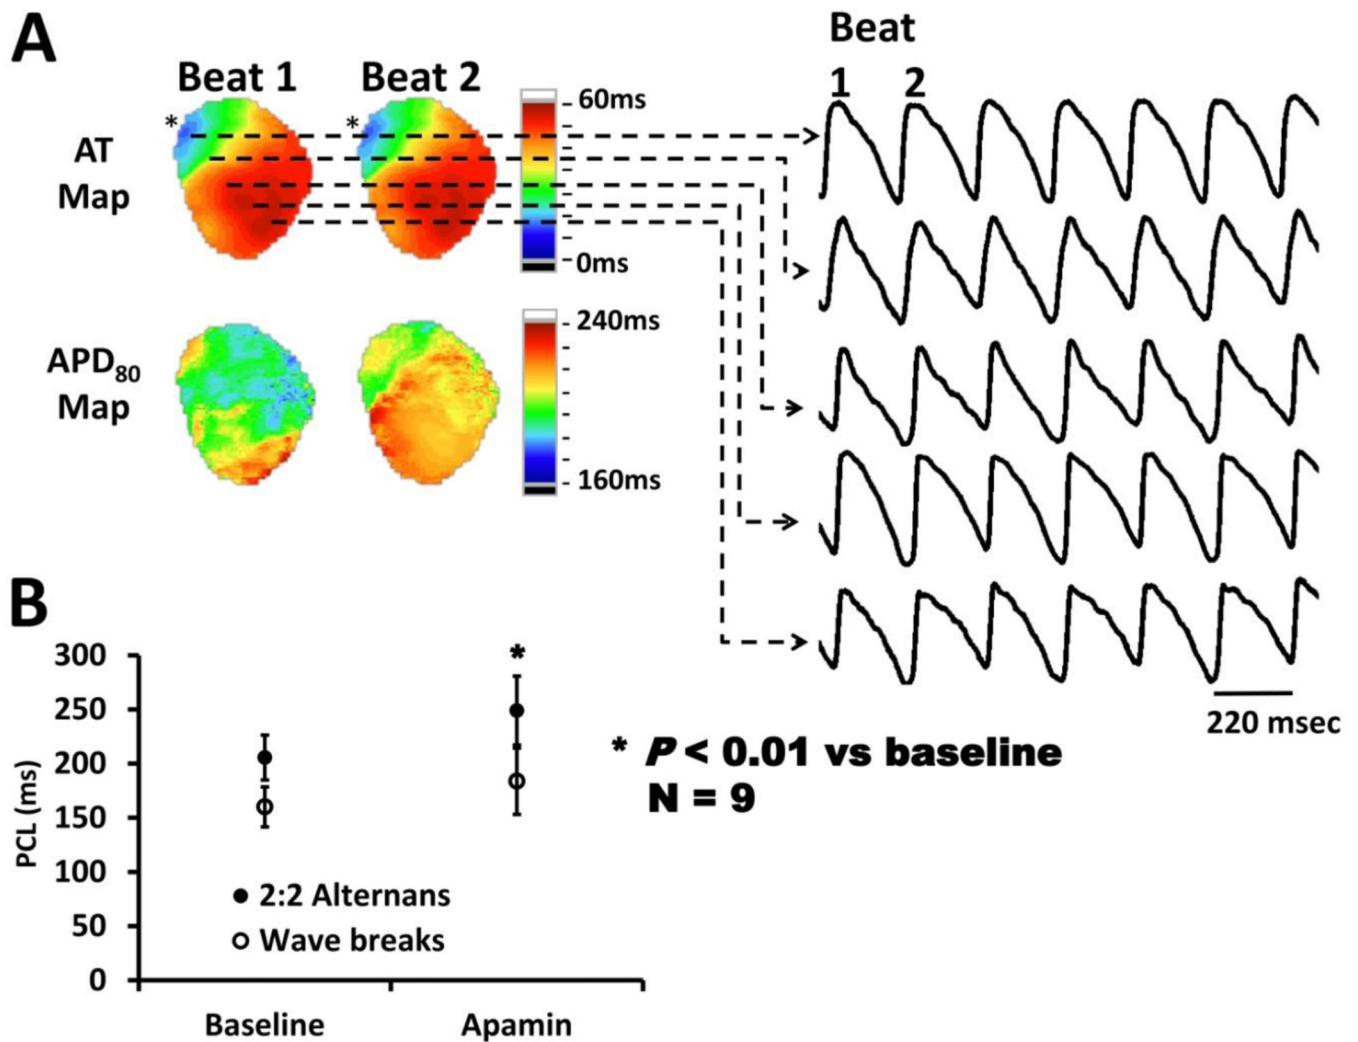 A
Beat
Beat 1 Beat 2
1 2
*
*
60ms
AT
Map
0ms
240ms
APD80
Map
160ms
220 msec
B
300
250
200
150
100
50
0
PCL (ms)
*
* P < 0.01 vs baseline
N = 9
2:2 Alternans
Wave breaks
Baseline Apamin